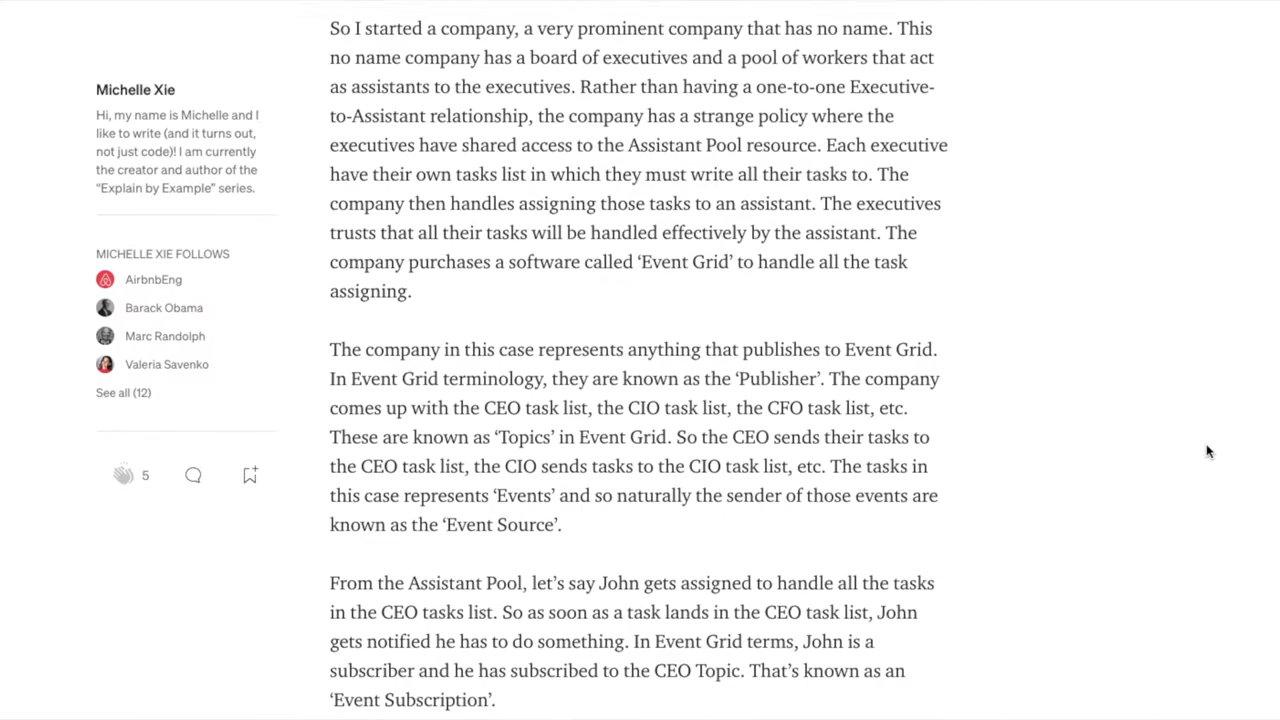 So I started a company, a very prominent company that has no name. This
no name company has a board of executives and a pool of workers that act
as assistants to the executives. Rather than having a one-to-one Executive-
to-Assistant relationship, the company has a strange policy where the
executives have shared access to the Assistant Pool resource. Each executive
have their own tasks list in which they must write all their tasks to. The
company then handles assigning those tasks to an assistant. The executives
trusts that all their tasks will be handled effectively by the assistant. The
company purchases a software called ‘Event Grid’ to handle all the task
assigning.
The company in this case represents anything that publishes to Event Grid.
In Event Grid terminology, they are known as the ‘Publisher’. The company
comes up with the CEO task list, the CIO task list, the CFO task list, etc.
These are known as ‘Topics’ in Event Grid. So the CEO sends their tasks to
the CEO task list, the CIO sends tasks to the CIO task list, etc. The tasks in
this case represents ‘Events’ and so naturally the sender of those events are
known as the ‘Event Source’.
From the Assistant Pool, let’s say John gets assigned to handle all the tasks
in the CEO tasks list. So as soon as a task lands in the CEO task list, John
gets notified he has to do something. In Event Grid terms, John is a
subscriber and he has subscribed to the CEO Topic. That’s known as an
‘Event Subscription’.
Michelle Xie
Hi, my name is Michelle and I
like to write (and it turns out,
not just code)! I am currently
the creator and author of the
“Explain by Example” series.
MICHELLE XIE FOLLOWS
AirbnbEng
Barack Obama
Marc Randolph
Valeria Savenko
See all (12)
5